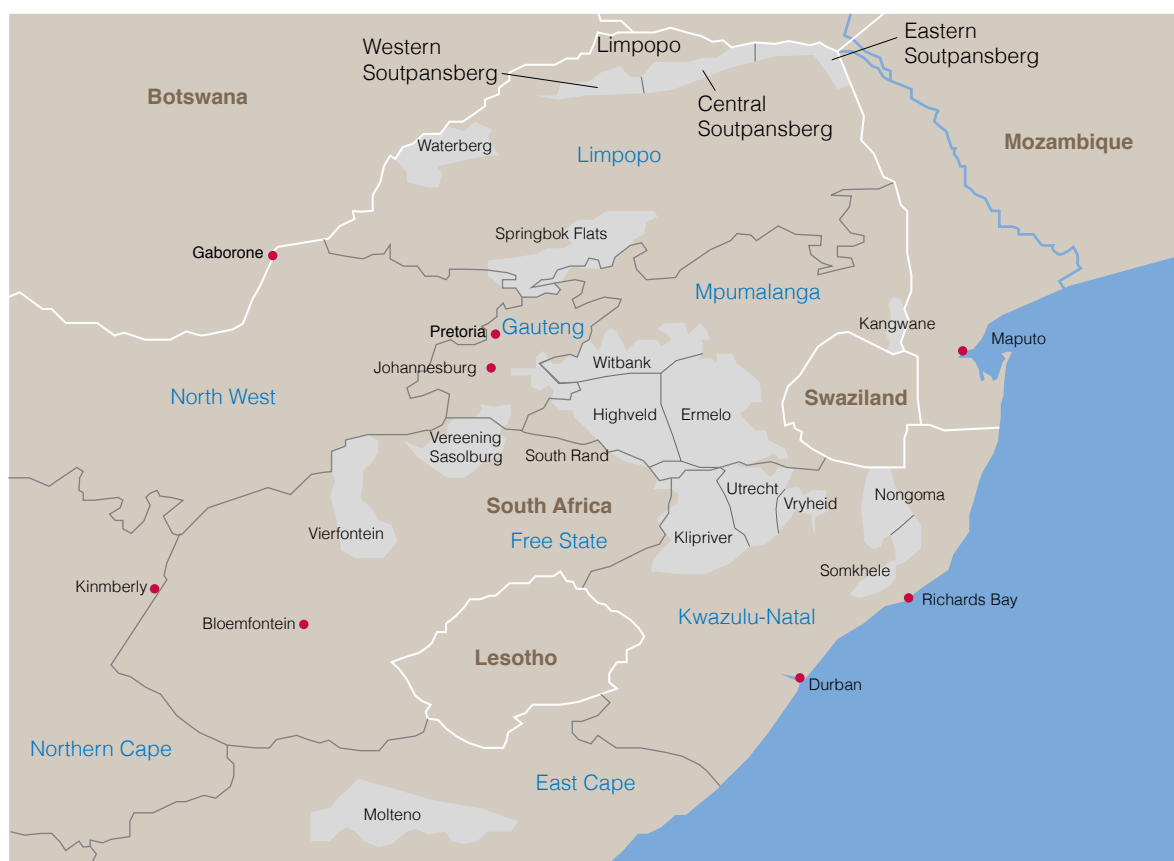 Western
Soutpansberg
Limpopo
Eastern
Soutpansberg
Botswana
Central
Soutpansberg
Waterberg
Limpopo
Mozambique
Springbok Flats
Gaborone
Mpumalanga
Pretoria
Gauteng
Kangwane
Maputo
Johannesburg
Witbank
North West
Swaziland
Highveld
Ermelo
Vereening
Sasolburg
South Rand
Utrecht
Nongoma
South Africa
Vryheid
Vierfontein
Free State
Klipriver
Somkhele
Kinmberly
Richards Bay
Bloemfontein
Kwazulu-Natal
Lesotho
Durban
Northern Cape
East Cape
Molteno